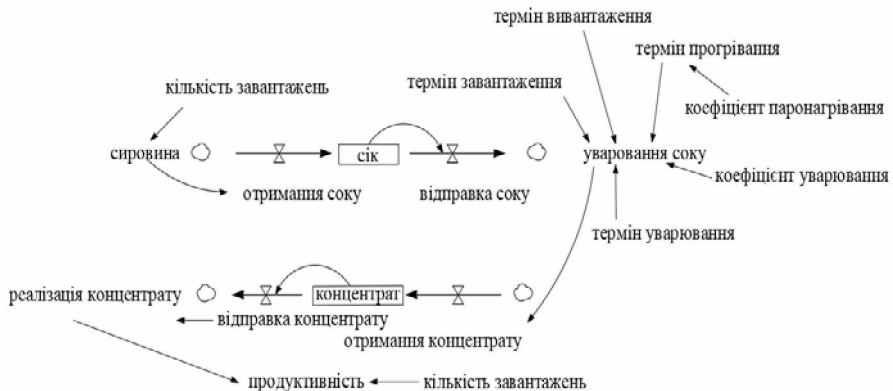 термін вивантаження
термін прогрівання
термін завантаження
кількість завантажень
коефіцієнт паронагрівання
сировина
сік
уваровання соку
коефіцієнт уварювання
отримання соку
відправка соку
термін уварювання
реалізація концентрату
концентрат
відправка концентрату
отримання концентрату
продуктивність
кількість завантажень